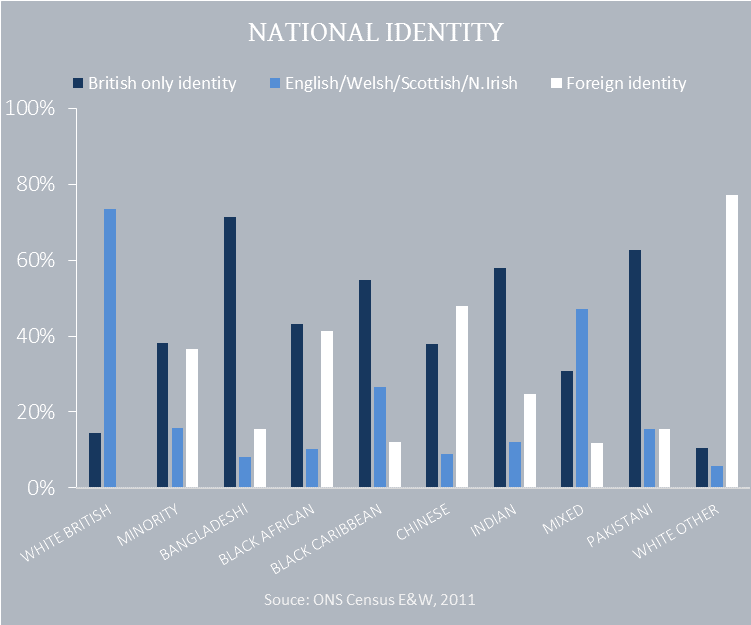 NATIONAL IDENTITY
British only identity English/Welsh/Scottish/N.Irish Foreign identity
100%
80%
60%
40%
20%
0%
WHITE BRITISH MINORITY BANGLADESHI BLACK AFRICAN BLACK CARIBBEAN CHINESE INDIAN MIXED PAKISTANI WHITE OTHER
Souce: ONS Census E&W, 2011